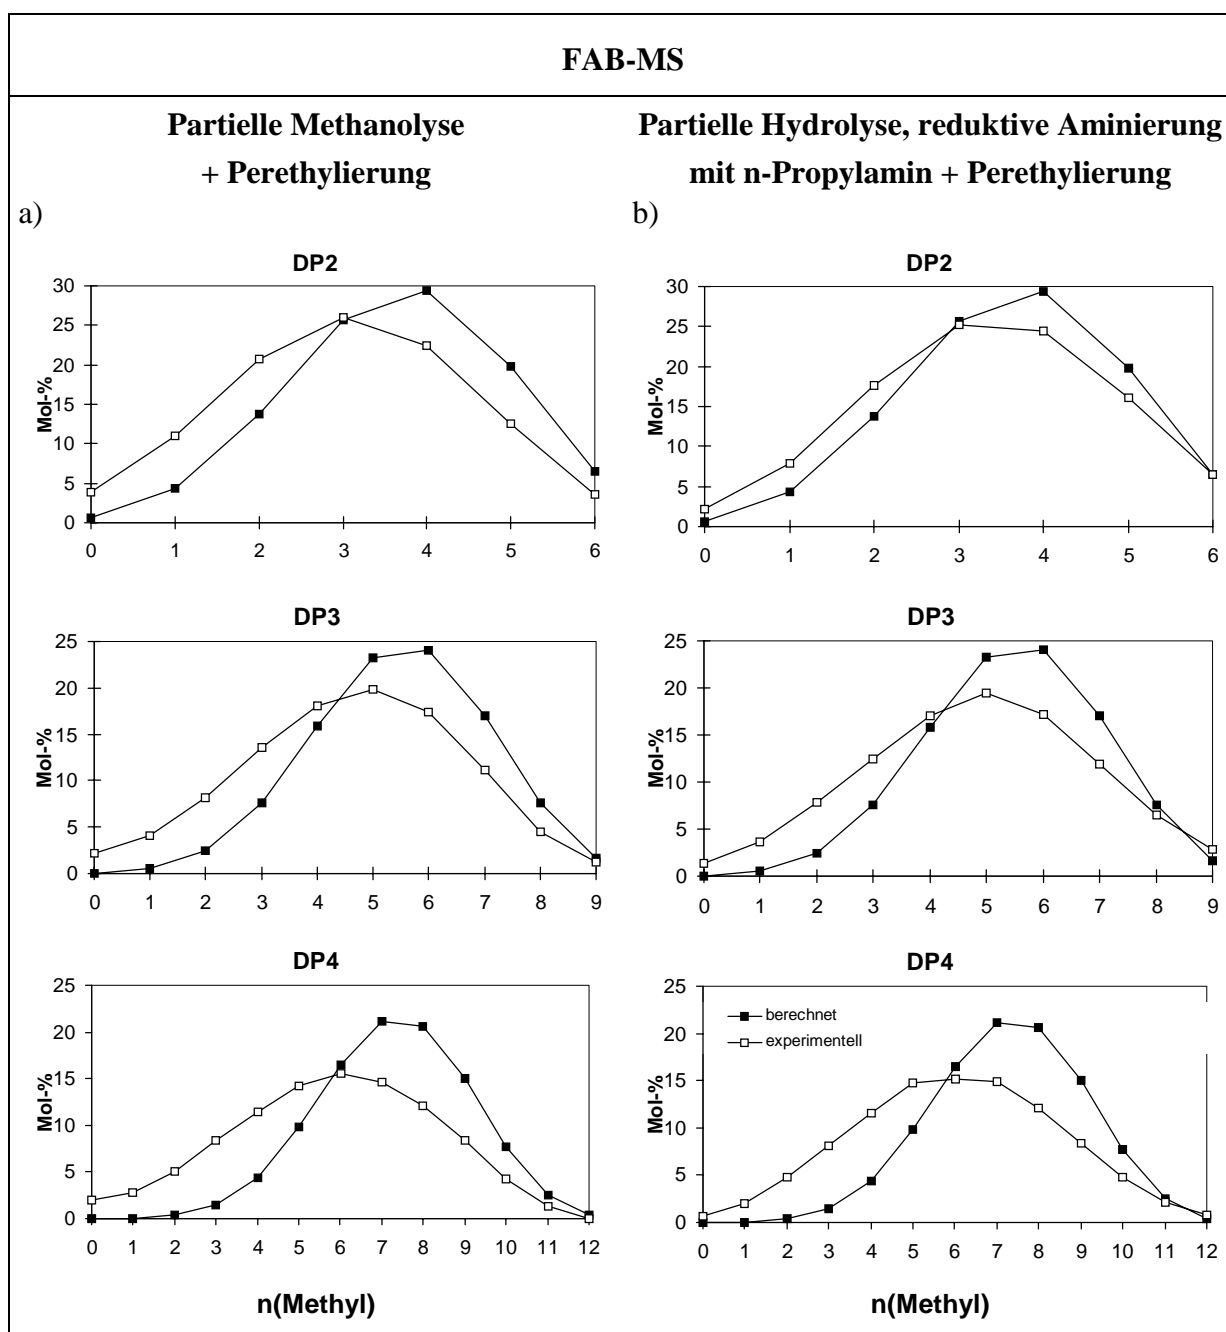 FAB-MS
Partielle Methanolyse
+ Perethylierung
Partielle Hydrolyse, reduktive Aminierung
mit n-Propylamin + Perethylierung
a)
b)
DP2
Mol-%
30
25
20
15
10
5
0
0 1 2 3 4 5 6
DP2
Mol-%
30
25
20
15
10
5
0
0 1 2 3 4 5 6
DP3
Mol-%
25
20
15
10
5
0
0 1 2 3 4 5 6 7 8 9
DP3
Mol-%
25
20
15
10
5
0
0 1 2 3 4 5 6 7 8 9
DP4
Mol-%
25
20
15
10
5
0
0 1 2 3 4 5 6 7 8 9 10 11 12
n(Methyl)
DP4
Mol-%
25
20
15
10
5
0
berechnet
experimentell
0 1 2 3 4 5 6 7 8 9 10 11 12
n(Methyl)